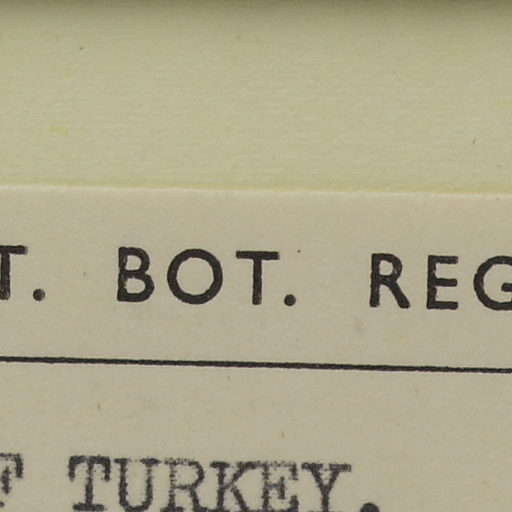 T. BOT. REG
F TURKEY.